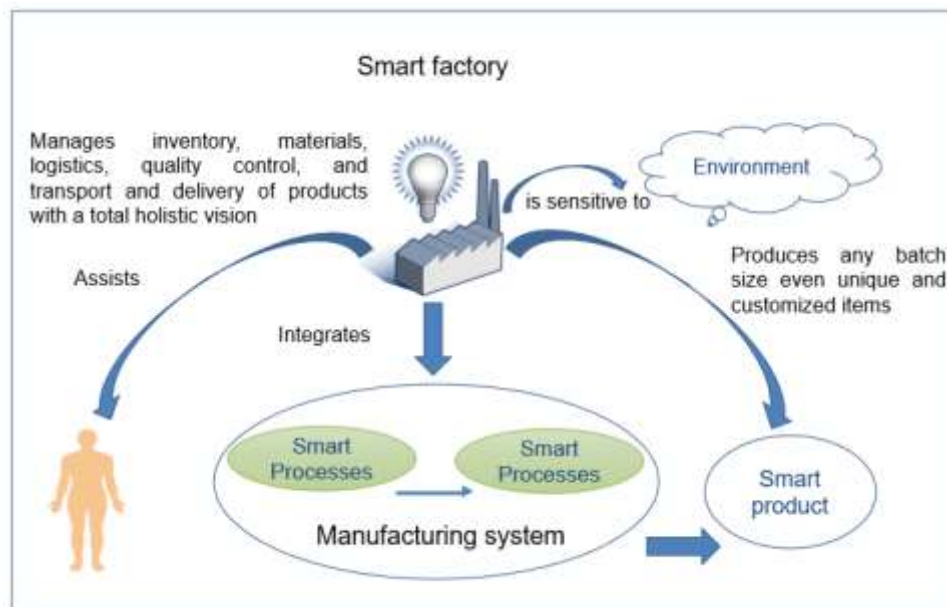 Smart factory
Manages inventory, materials,
logistics, quality control, and
transport and delivery of products
with a total holistic vision
Environment
is sensitive to
Produces any batch
size even unique and
customized items
Assists
Integrates
Smart
Processes
Smart
Processes
Smart
product
Manufacturing system